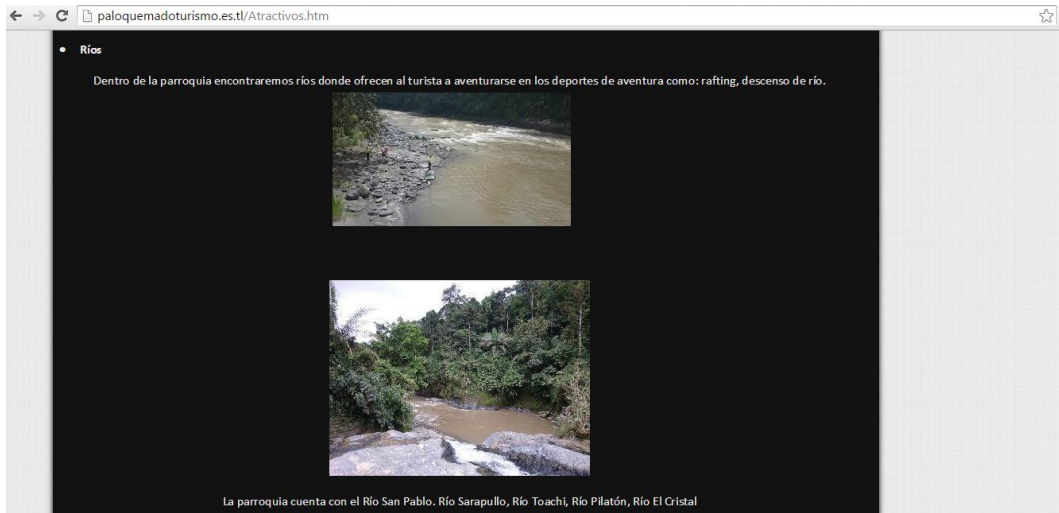 paloquemadoturismo.es.tl/Atractivos.htm
• Ríos
Dentro de la parroquia encontraremos ríos donde ofrecen al turista a aventurarse en los deportes de aventura como: rafting, descenso de río.
La parroquia cuenta con el Río San Pablo. Río Sarapullo, Río Toachi, Río Pilatón, Río El Cristal